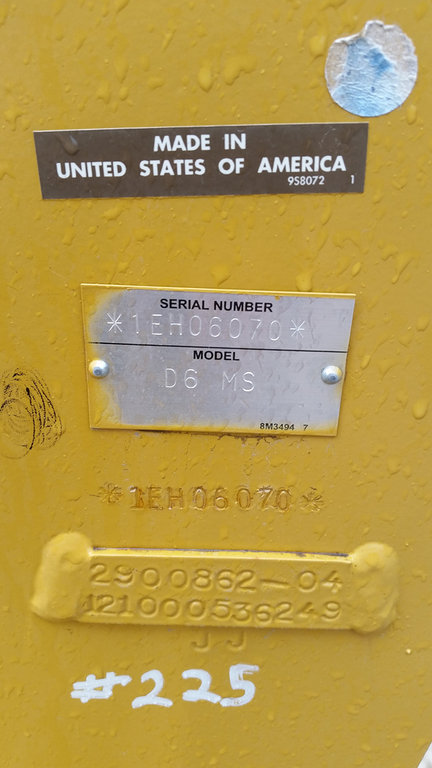 MADE IN
UNITED STATES OF AMERICA
9S8072 1
SERIAL NUMBER
*1EH06070*
MODEL
D6 MS
8M3494 7
*1EH06070*
2900862-04
121000536249
JJ
#225